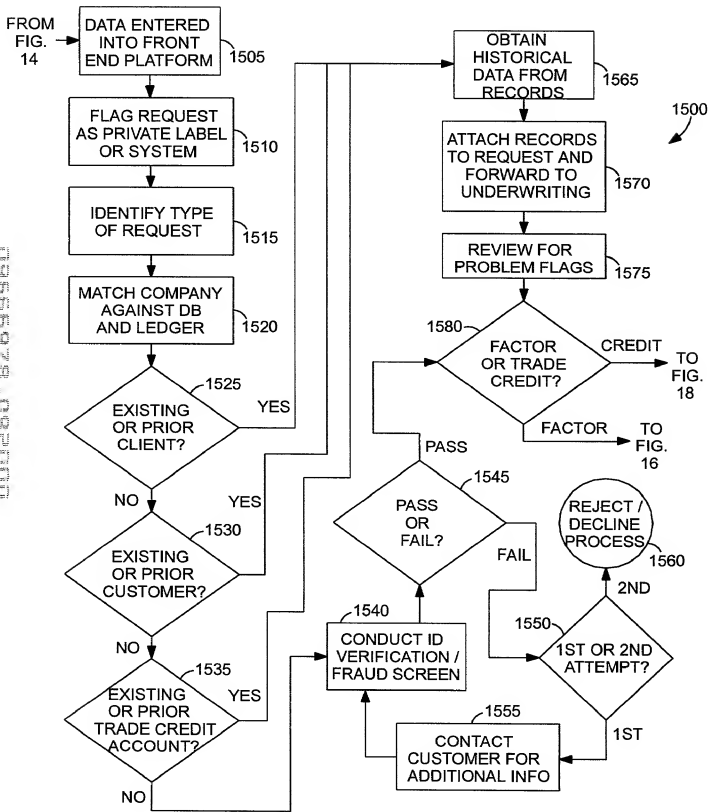 FROM
FIG.
14
DATA ENTERED
INTO FRONT
END PLATFORM
1505
FLAG REQUEST
AS PRIVATE LABEL
OR SYSTEM
1510
IDENTIFY TYPE
OF REQUEST
1515
MATCH COMPANY
AGAINST DB
AND LEDGER
1520
1525
EXISTING
OR PRIOR
CLIENT?
YES
NO
1530
EXISTING
OR PRIOR
CUSTOMER?
YES
NO
1535
EXISTING
OR PRIOR
TRADE CREDIT
ACCOUNT?
YES
NO
1540
CONDUCT ID
VERIFICATION /
FRAUD SCREEN
1545
PASS
OR
FAIL?
PASS
FAIL
1550
1ST OR 2ND
ATTEMPT?
1ST
2ND
1555
CONTACT
CUSTOMER FOR
ADDITIONAL INFO
REJECT /
DECLINE
PROCESS
1560
OBTAIN
HISTORICAL
DATA FROM
RECORDS
1565
1500
ATTACH RECORDS
TO REQUEST AND
FORWARD TO
UNDERWRITING
1570
REVIEW FOR
PROBLEM FLAGS
1575
1580
FACTOR
OR TRADE
CREDIT?
CREDIT
TO
FIG.
18
FACTOR
TO
FIG.
16